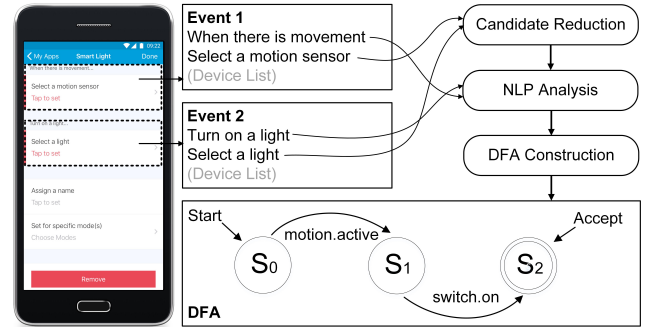 09:22
My Apps Smart Light Done
When there is movement...
Select a motion sensor
Tap to set
Turn on a light...
Select a light
Tap to set
Assign a name
Tap to set
Set for specific mode(s)
Choose Modes
Remove
Event 1
When there is movement
Select a motion sensor
(Device List)
Event 2
Turn on a light
Select a light
(Device List)
Candidate Reduction
NLP Analysis
DFA Construction
Start
motion.active
Accept
S0
S1
S2
switch.on
DFA